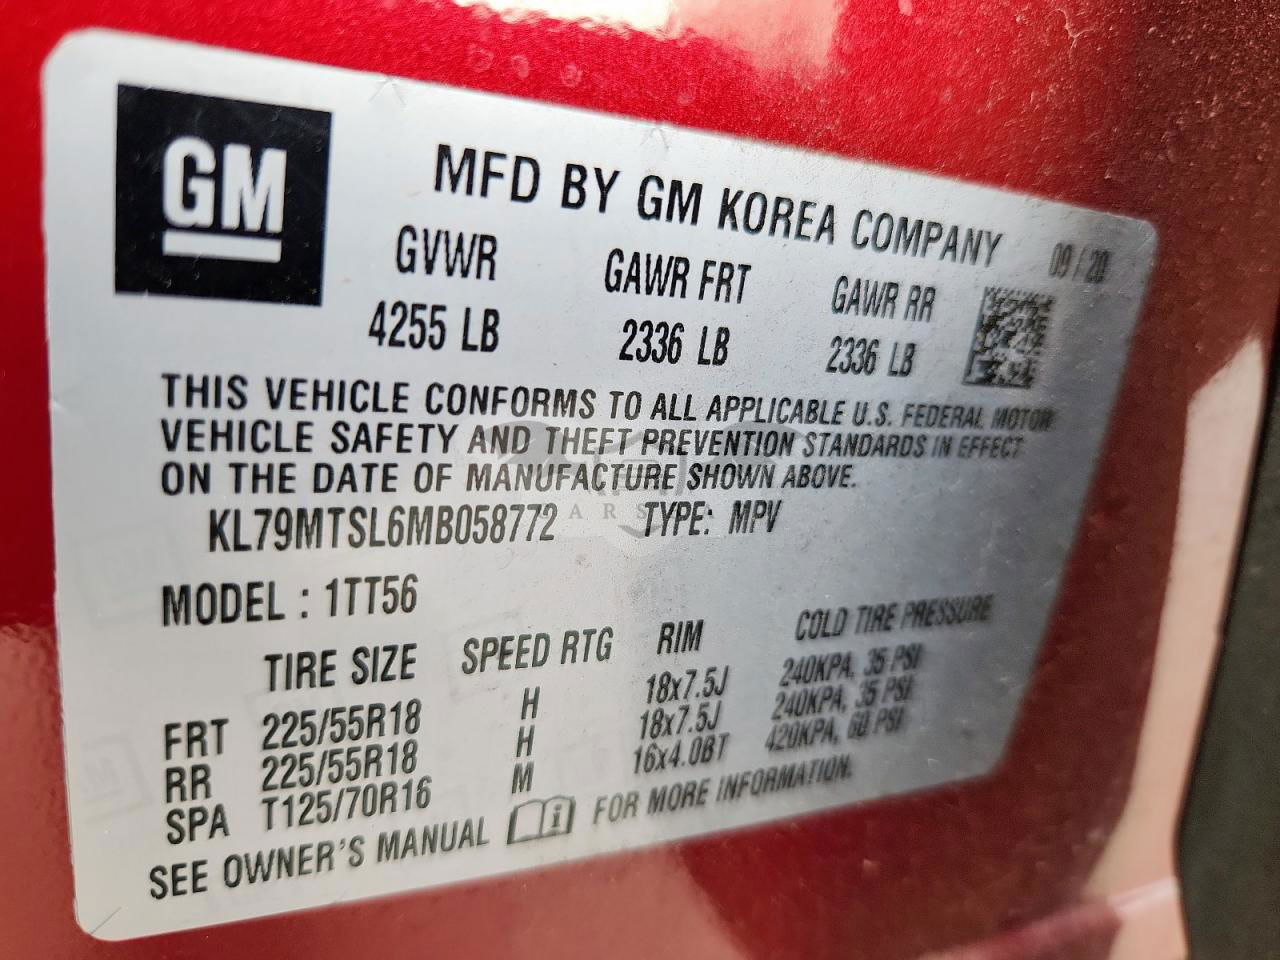 GM
MFD BY GM KOREA COMPANY 09/20
GVWR GAWR FRT GAWR RR
4255 LB 2336 LB 2336 LB
THIS VEHICLE CONFORMS TO ALL APPLICABLE U.S. FEDERAL MOTOR
VEHICLE SAFETY AND THEFT PREVENTION STANDARDS IN EFFECT
ON THE DATE OF MANUFACTURE SHOWN ABOVE.
KL79MTSL6MB058772 TYPE: MPV
MODEL : 1TT56
TIRE SIZE SPEED RTG RIM COLD TIRE PRESSURE
FRT 225/55R18 H 18x7.5J 240KPA, 35 PSI
RR 225/55R18 H 18x7.5J 240KPA, 35 PSI
SPA T125/70R16 M 16x4.0BT 420KPA, 60 PSI
SEE OWNER'S MANUAL FOR MORE INFORMATION.